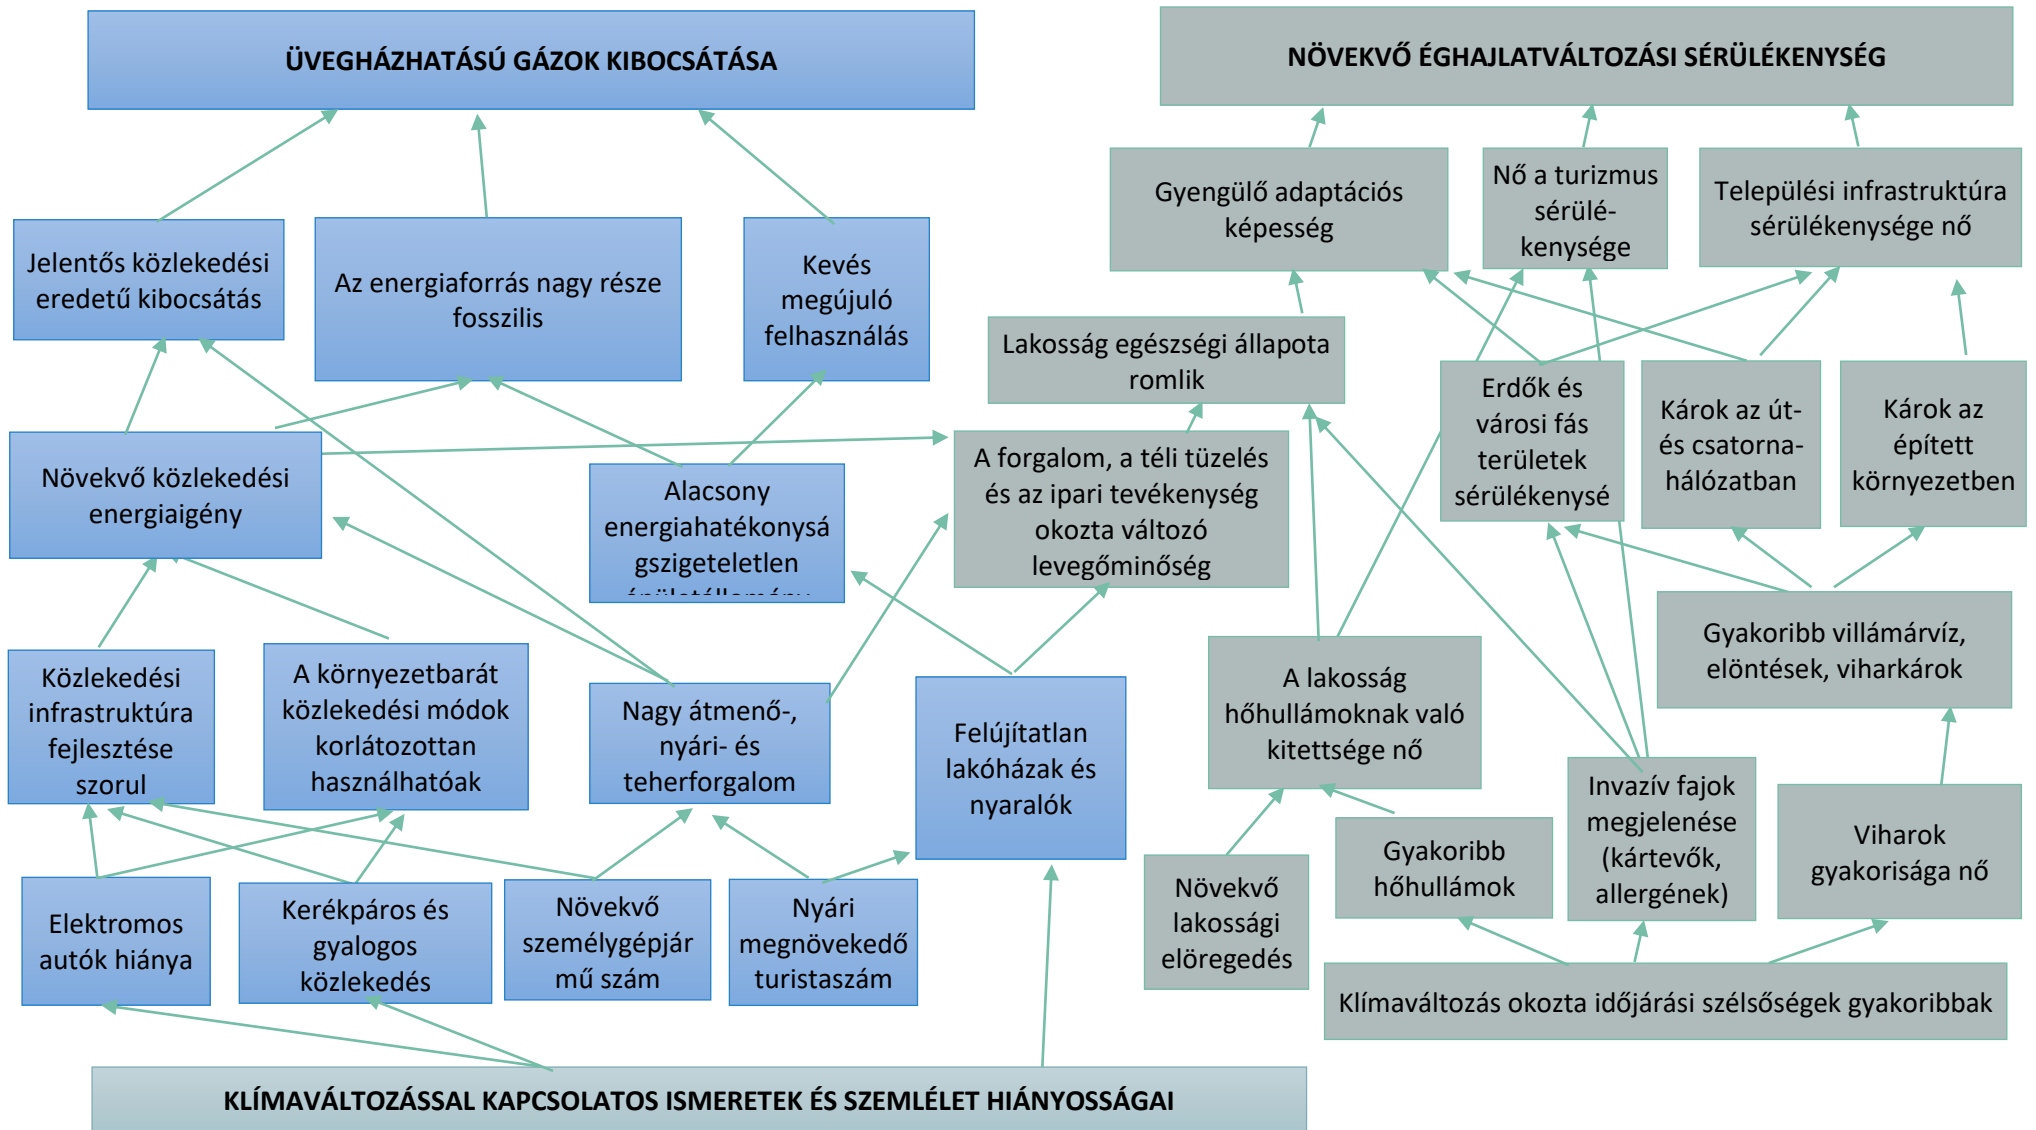 ÜVEGHÁZHATÁSÚ GÁZOK KIBOCSÁTÁSA
NÖVEKVŐ ÉGHAJLATVÁLTOZÁSI SÉRÜLÉKENYSÉG
Gyengülő adaptációs
képesség
Nő a turizmus
sérülé-
kenysége
Települési infrastruktúra
sérülékenysége nő
Jelentős közlekedési
eredetű kibocsátás
Az energiaforrás nagy része
fosszilis
Kevés
megújuló
felhasználás
Lakosság egészségi állapota
romlik
Erdők és
városi fás
területek
sérülékenysé
Károk az út-
és csatorna-
hálózatban
Károk az
épített
környezetben
Növekvő közlekedési
energiaigény
Alacsony
energiahatékonysá
gszigeteletlen
épületállomány
A forgalom, a téli tüzelés
és az ipari tevékenység
okozta változó
levegőminőség
Gyakoribb villámárvíz,
elöntések, viharkárok
Közlekedési
infrastruktúra
fejlesztése
szorul
A környezetbarát
közlekedési módok
korlátozottan
használhatóak
Nagy átmenő-,
nyári- és
teherforgalom
Felújítatlan
lakóházak és
nyaralók
A lakosság
hőhullámoknak való
kitettsége nő
Invazív fajok
megjelenése
(kártevők,
allergének)
Viharok
gyakorisága nő
Gyakoribb
hőhullámok
Növekvő
lakossági
elöregedés
Elektromos
autók hiánya
Kerékpáros és
gyalogos
közlekedés
Növekvő
személygépjár
mű szám
Nyári
megnövekedő
turistaszám
Klímaváltozás okozta időjárási szélsőségek gyakoribbak
KLÍMAVÁLTOZÁSSAL KAPCSOLATOS ISMERETEK ÉS SZEMLÉLET HIÁNYOSSÁGAI